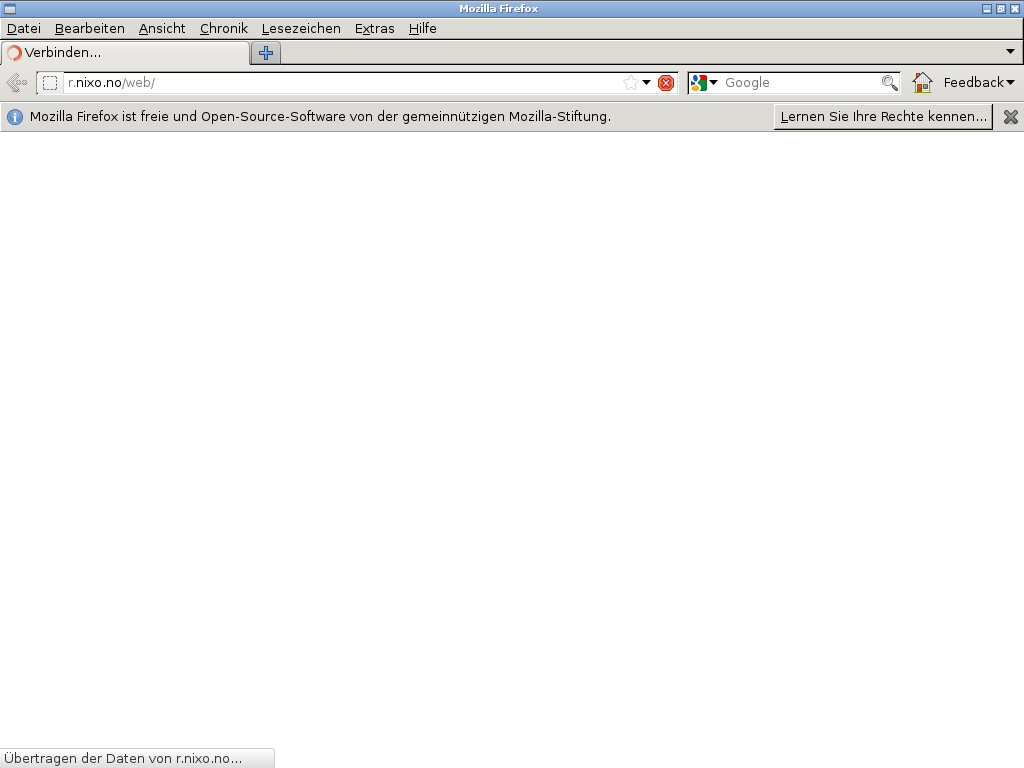 Mozilla Firefox
Datei Bearbeiten Ansicht Chronik Lesezeichen Extras Hilfe
Verbinden...
r.nixo.no/web/ Google Feedback
Mozilla Firefox ist freie und Open-Source-Software von der gemeinnützigen Mozilla-Stiftung. Lernen Sie Ihre Rechte kennen...
Übertragen der Daten von r.nixo.no...